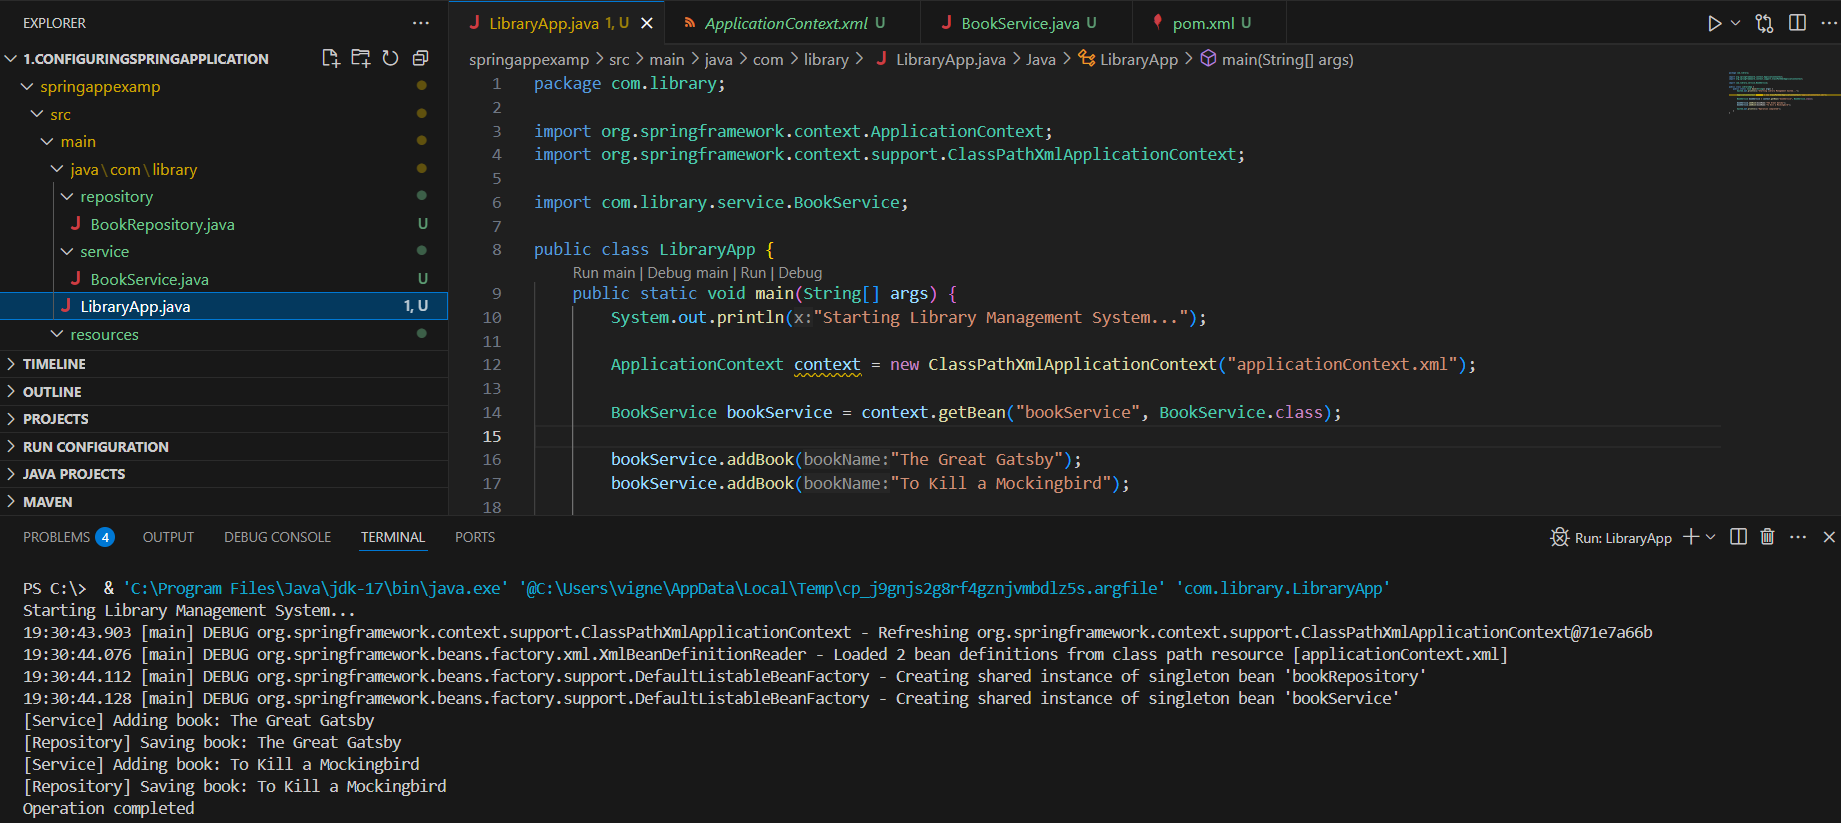 EXPLORER
1.CONFIGURINGSPRINGAPPLICATION
springappexamp
src
main
java\com\library
repository
J BookRepository.java U
service
J BookService.java U
J LibraryApp.java 1, U
resources
TIMELINE
OUTLINE
PROJECTS
RUN CONFIGURATION
JAVA PROJECTS
MAVEN
J LibraryApp.java 1, U
ApplicationContext.xml U
J BookService.java U
pom.xml U
springappexamp > src > main > java > com > library > J LibraryApp.java > Java > LibraryApp > main(String[] args)
1 package com.library;
2
3 import org.springframework.context.ApplicationContext;
4 import org.springframework.context.support.ClassPathXmlApplicationContext;
5
6 import com.library.service.BookService;
7
8 public class LibraryApp {
Run main | Debug main | Run | Debug
9 public static void main(String[] args) {
10 System.out.println(x:"Starting Library Management System...");
11
12 ApplicationContext context = new ClassPathXmlApplicationContext("applicationContext.xml");
13
14 BookService bookService = context.getBean("bookService", BookService.class);
15
16 bookService.addBook(bookName:"The Great Gatsby");
17 bookService.addBook(bookName:"To Kill a Mockingbird");
18
PROBLEMS 4 OUTPUT DEBUG CONSOLE TERMINAL PORTS
Run: LibraryApp
PS C:\> & 'C:\Program Files\Java\jdk-17\bin\java.exe' '@C:\Users\vigne\AppData\Local\Temp\cp_j9gnjs2g8rf4gznjvmbdlz5s.argfile' 'com.library.LibraryApp'
Starting Library Management System...
19:30:43.903 [main] DEBUG org.springframework.context.support.ClassPathXmlApplicationContext - Refreshing org.springframework.context.support.ClassPathXmlApplicationContext@71e7a66b
19:30:44.076 [main] DEBUG org.springframework.beans.factory.xml.XmlBeanDefinitionReader - Loaded 2 bean definitions from class path resource [applicationContext.xml]
19:30:44.112 [main] DEBUG org.springframework.beans.factory.support.DefaultListableBeanFactory - Creating shared instance of singleton bean 'bookRepository'
19:30:44.128 [main] DEBUG org.springframework.beans.factory.support.DefaultListableBeanFactory - Creating shared instance of singleton bean 'bookService'
[Service] Adding book: The Great Gatsby
[Repository] Saving book: The Great Gatsby
[Service] Adding book: To Kill a Mockingbird
[Repository] Saving book: To Kill a Mockingbird
Operation completed